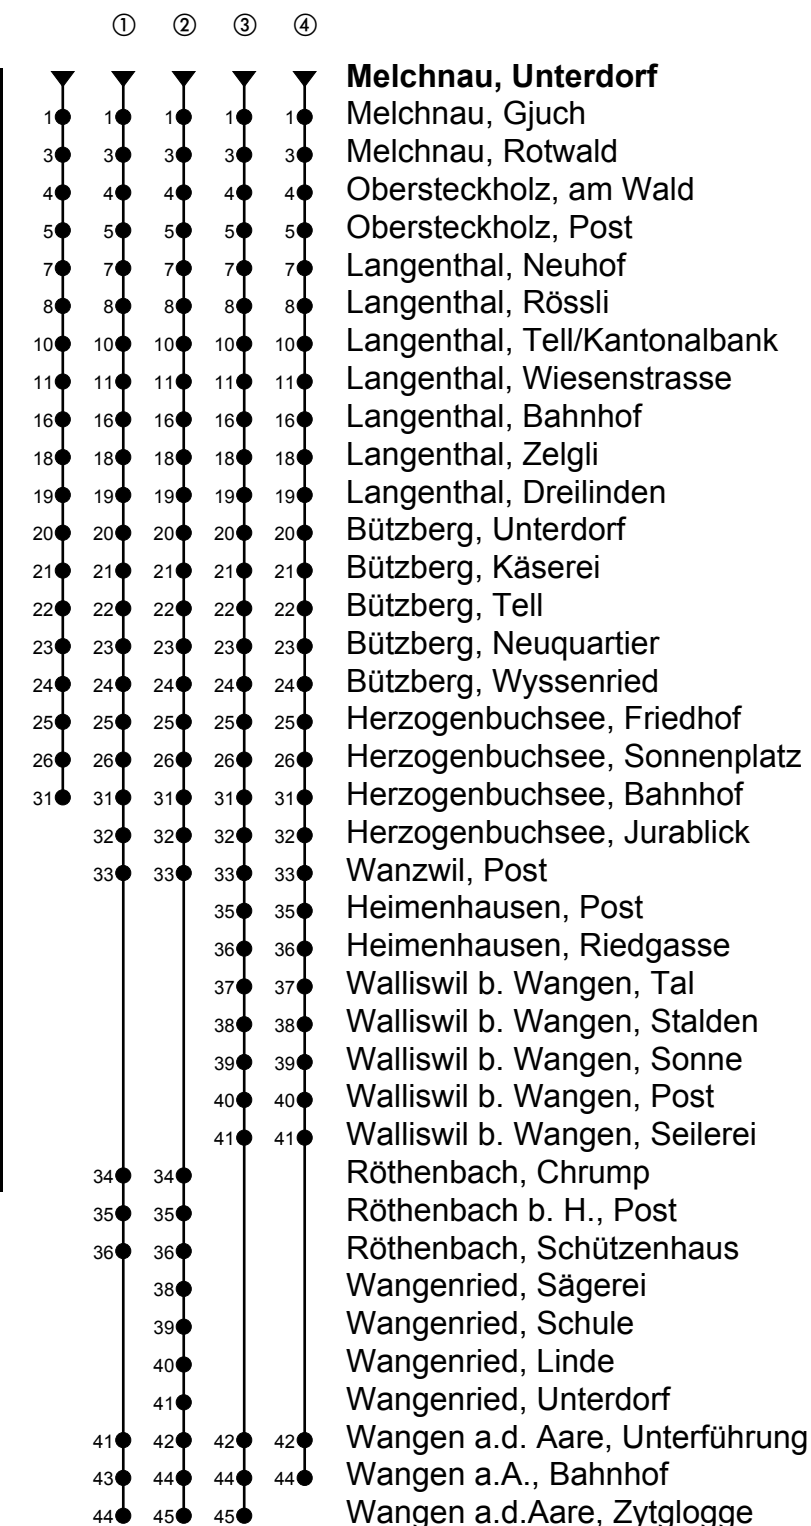 ① ② ③ ④
Melchnau, Unterdorf
1 1 1 1 1 Melchnau, Gjuch
3 3 3 3 3 Melchnau, Rotwald
4 4 4 4 4 Obersteckholz, am Wald
5 5 5 5 5 Obersteckholz, Post
7 7 7 7 7 Langenthal, Neuhof
8 8 8 8 8 Langenthal, Rössli
10 10 10 10 10 Langenthal, Tell/Kantonalbank
11 11 11 11 11 Langenthal, Wiesenstrasse
16 16 16 16 16 Langenthal, Bahnhof
18 18 18 18 18 Langenthal, Zelgli
19 19 19 19 19 Langenthal, Dreilinden
20 20 20 20 20 Bützberg, Unterdorf
21 21 21 21 21 Bützberg, Käserei
22 22 22 22 22 Bützberg, Tell
23 23 23 23 23 Bützberg, Neuquartier
24 24 24 24 24 Bützberg, Wyssenried
25 25 25 25 25 Herzogenbuchsee, Friedhof
26 26 26 26 26 Herzogenbuchsee, Sonnenplatz
31 31 31 31 31 Herzogenbuchsee, Bahnhof
32 32 32 32 Herzogenbuchsee, Jurablick
33 33 33 33 Wanzwil, Post
35 35 Heimenhausen, Post
36 36 Heimenhausen, Riedgasse
37 37 Walliswil b. Wangen, Tal
38 38 Walliswil b. Wangen, Stalden
39 39 Walliswil b. Wangen, Sonne
40 40 Walliswil b. Wangen, Post
41 41 Walliswil b. Wangen, Seilerei
34 34 Röthenbach, Chrump
35 35 Röthenbach b. H., Post
36 36 Röthenbach, Schützenhaus
38 Wangenried, Sägerei
39 Wangenried, Schule
40 Wangenried, Linde
41 Wangenried, Unterdorf
41 42 42 42 Wangen a.d. Aare, Unterführung
43 44 44 44 Wangen a.A., Bahnhof
44 45 45 Wangen a.d.Aare, Zytglogge